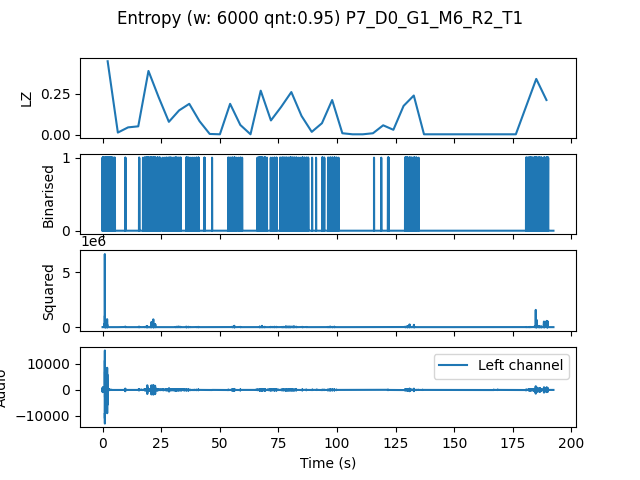 Entropy (w: 6000 qnt:0.95) P7_D0_G1_M6_R2_T1
LZ
0.25
0.00
Binarised
1
0
1e6
Squared
5
0
Audio
10000
0
−10000
Left channel
0 25 50 75 100 125 150 175 200
Time (s)